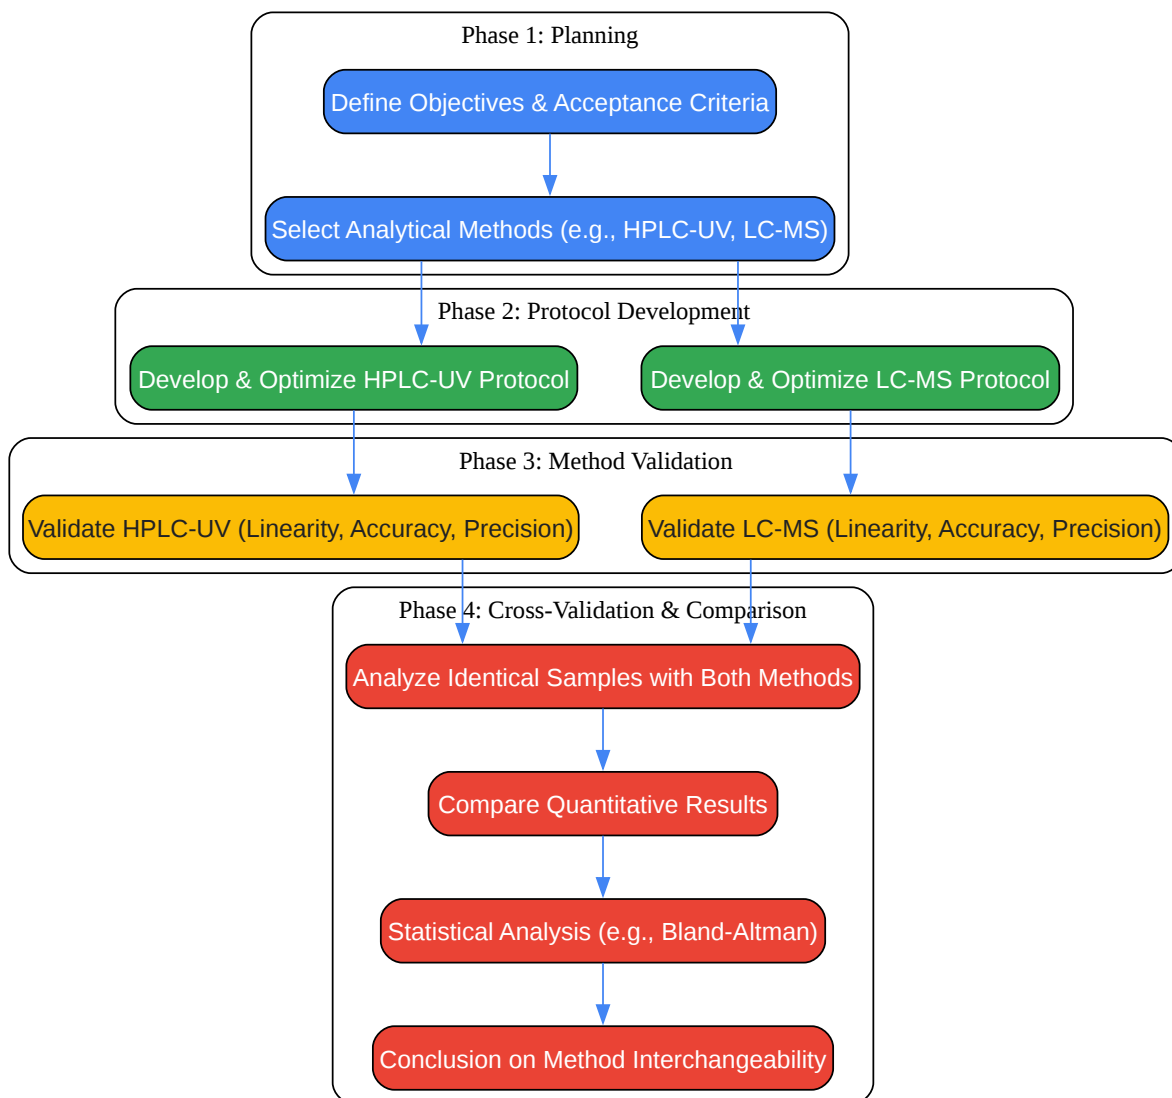 Phase 1: Planning
Define Objectives & Acceptance Criteria
Select Analytical Methods (e.g., HPLC-UV, LC-MS)
Phase 2: Protocol Development
Develop & Optimize HPLC-UV Protocol
Develop & Optimize LC-MS Protocol
Phase 3: Method Validation
Validate HPLC-UV (Linearity, Accuracy, Precision)
Validate LC-MS (Linearity, Accuracy, Precision)
Phase 4: Cross-Validation & Comparison
Analyze Identical Samples with Both Methods
Compare Quantitative Results
Statistical Analysis (e.g., Bland-Altman)
Conclusion on Method Interchangeability